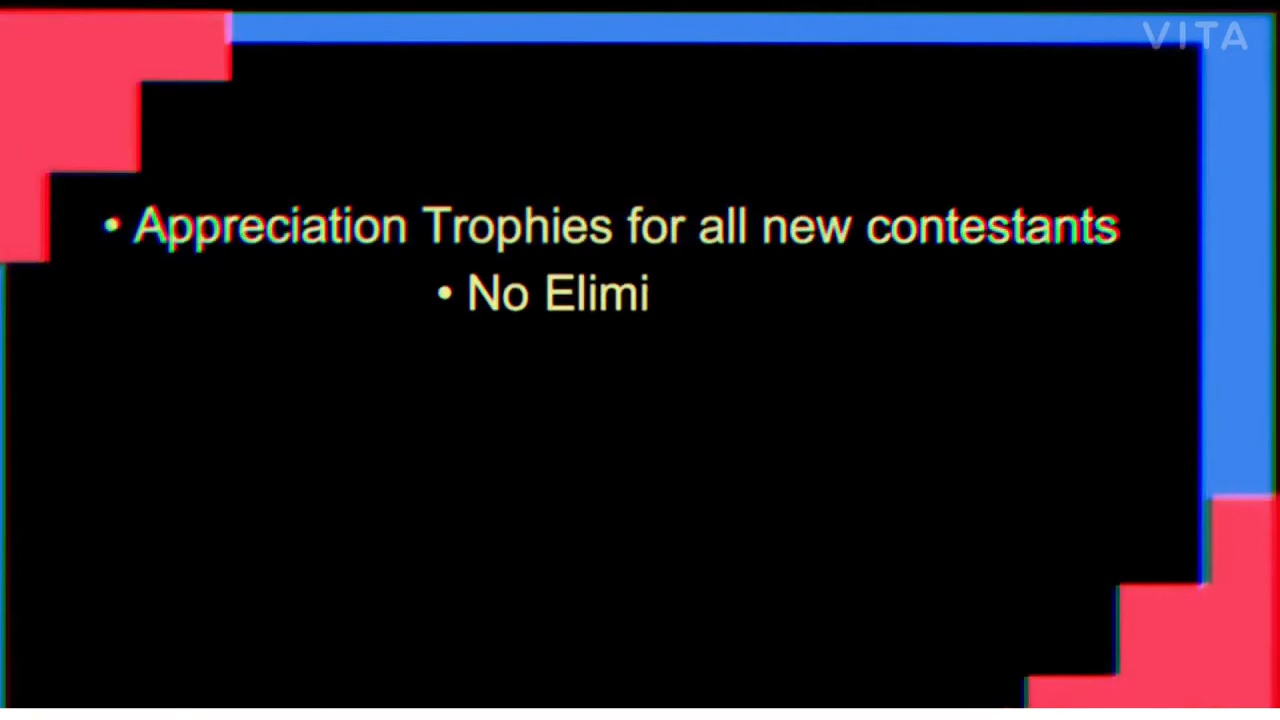 VITA
• Appreciation Trophies for all new contestants
• No Elimi